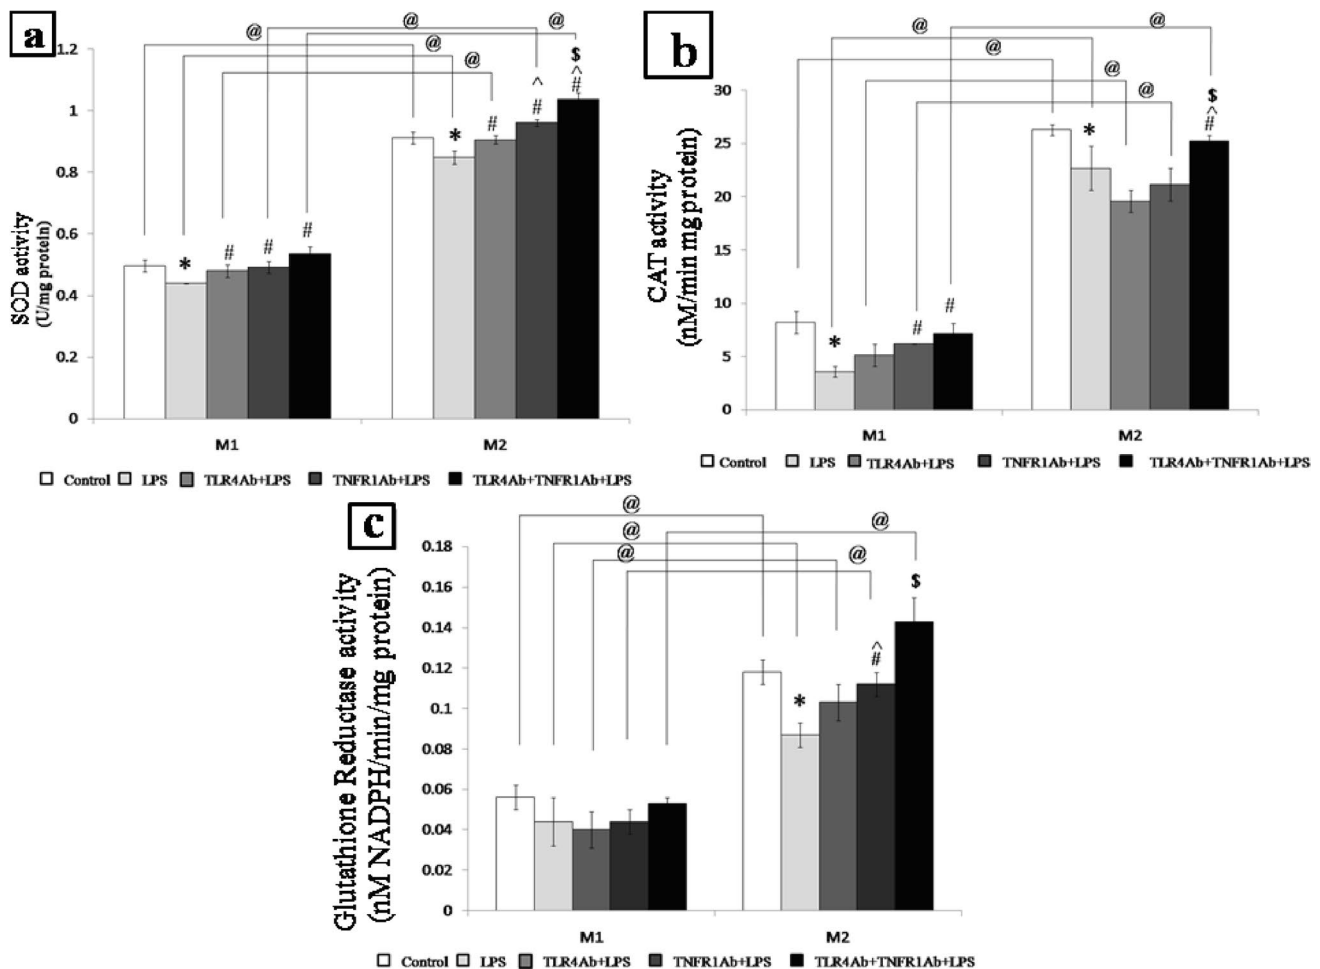 a
@ @
@ @
@
1.2
1
0.8
0.6
0.4
0.2
0
SOD activity
(U/mg protein)
* # # #
* # ^ # $ ^ #
M1 M2
Control LPS TLR4Ab+LPS TNFR1Ab+LPS TLR4Ab+TNFR1Ab+LPS
b
@
@ @
@
@
30
25
20
15
10
5
0
CAT activity
(nM/min mg protein)
* # #
* $ ^ #
M1 M2
Control LPS TLR4Ab+LPS TNFR1Ab+LPS TLR4Ab+TNFR1Ab+LPS
c
@
@
@
@ @
0.18
0.16
0.14
0.12
0.1
0.08
0.06
0.04
0.02
0
Glutathione Reductase activity
(nM NADPH/min/mg protein)
* ^ # $
M1 M2
Control LPS TLR4Ab+LPS TNFR1Ab+LPS TLR4Ab+TNFR1Ab+LPS